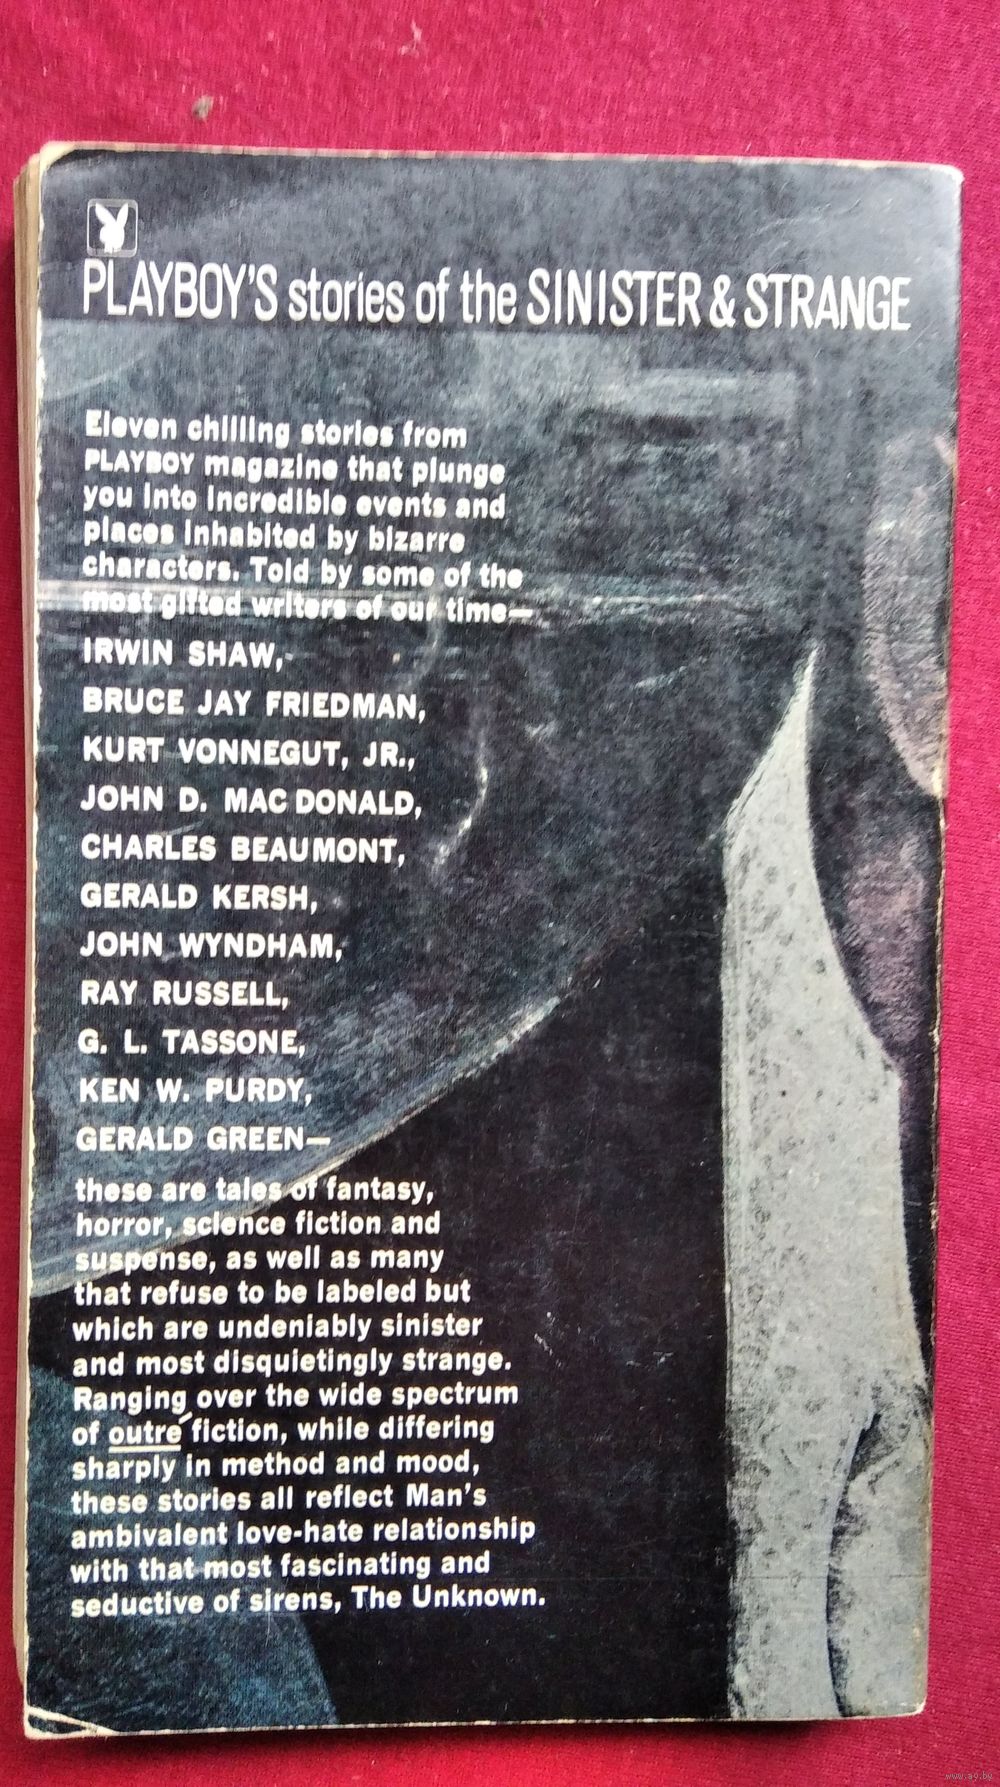 PLAYBOY'S stories of the SINISTER & STRANGE
Eleven chilling stories from
PLAYBOY magazine that plunge
you into incredible events and
places inhabited by bizarre
characters. Told by some of the
most gifted writers of our time—
IRWIN SHAW,
BRUCE JAY FRIEDMAN,
KURT VONNEGUT, JR.,
JOHN D. MAC DONALD,
CHARLES BEAUMONT,
GERALD KERSH,
JOHN WYNDHAM,
RAY RUSSELL,
G. L. TASSONE,
KEN W. PURDY,
GERALD GREEN—
these are tales of fantasy,
horror, science fiction and
suspense, as well as many
that refuse to be labeled but
which are undeniably sinister
and most disquietingly strange.
Ranging over the wide spectrum
of outré fiction, while differing
sharply in method and mood,
these stories all reflect Man's
ambivalent love-hate relationship
with that most fascinating and
seductive of sirens, The Unknown.
www.ay.by